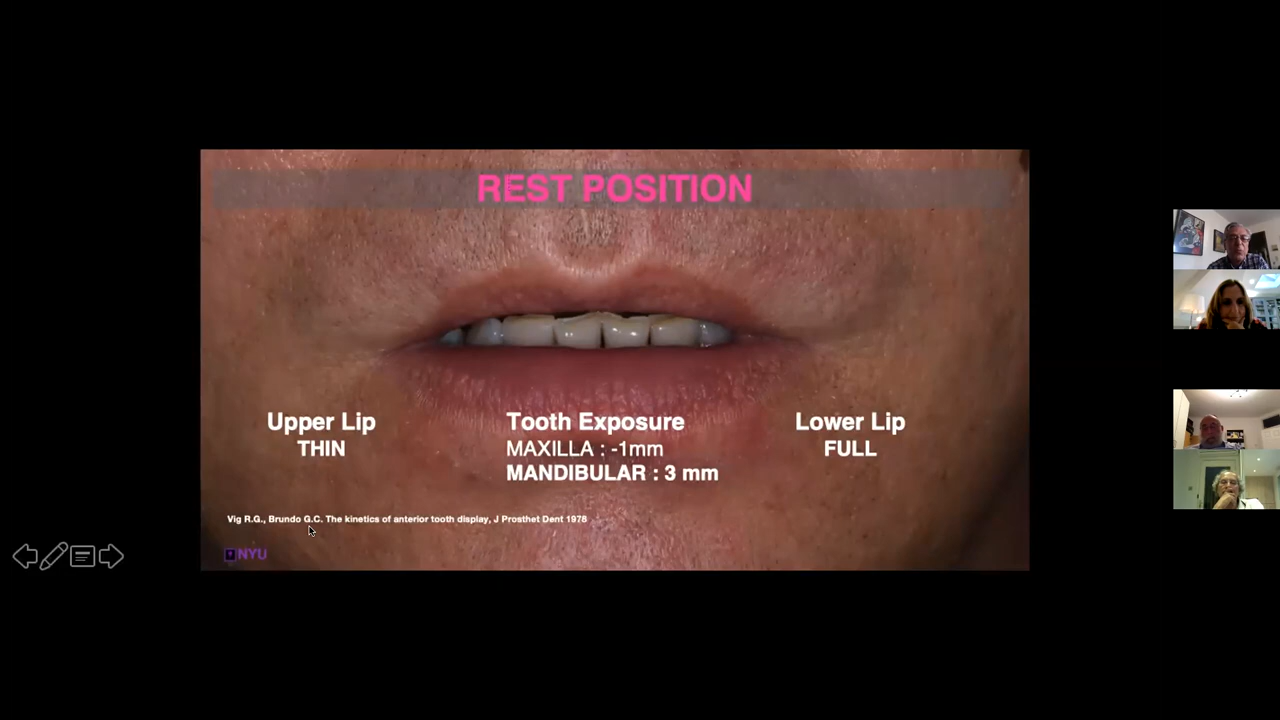 REST POSITION
Upper Lip
THIN
Tooth Exposure
MAXILLA : -1mm
MANDIBULAR : 3 mm
Lower Lip
FULL
Vig R.G., Brundo G.C. The kinetics of anterior tooth display, J Prosthet Dent 1978
NYU